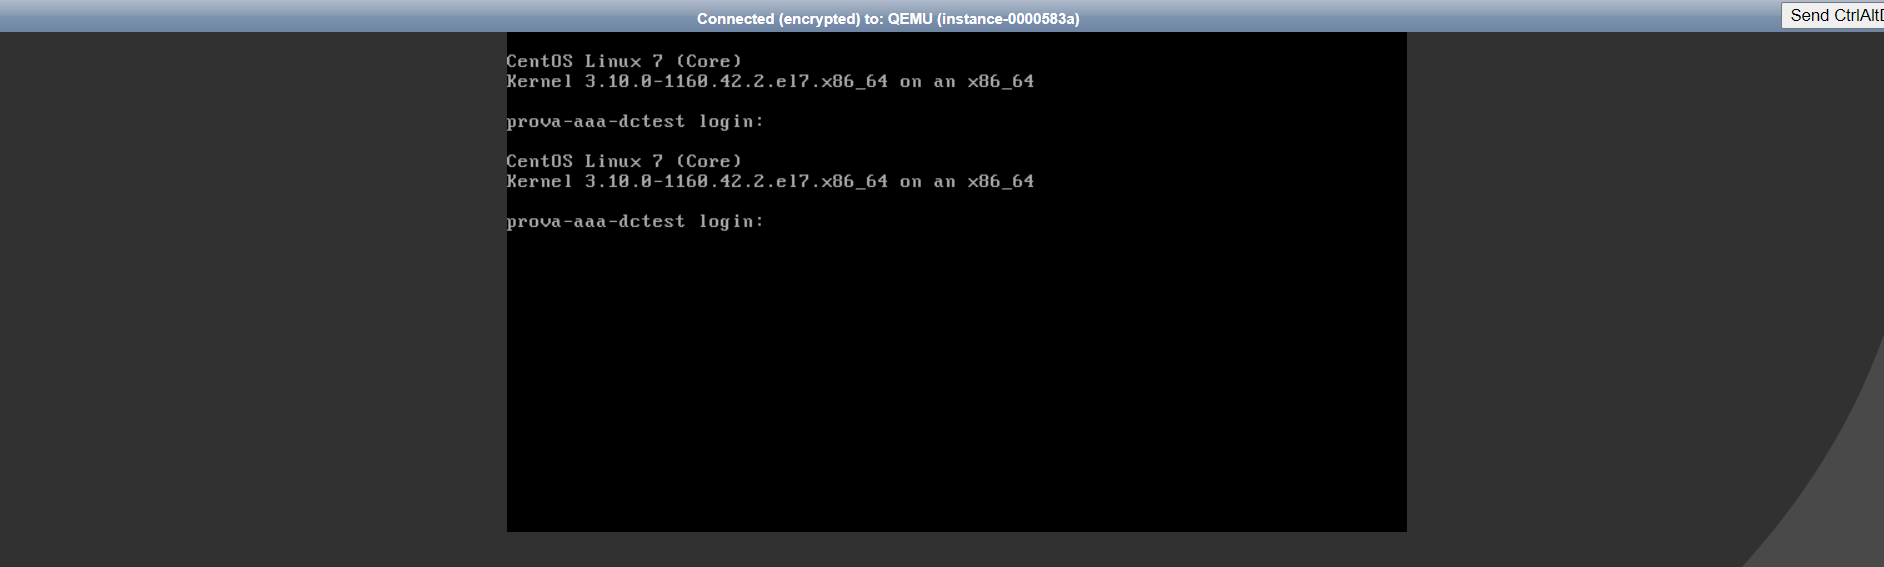 Connected (encrypted) to: QEMU (instance-0000583a)
Send CtrlAlt
CentOS Linux 7 (Core)
Kernel 3.10.0-1160.42.2.el7.x86_64 on an x86_64
prova-aaa-dctest login:
CentOS Linux 7 (Core)
Kernel 3.10.0-1160.42.2.el7.x86_64 on an x86_64
prova-aaa-dctest login: